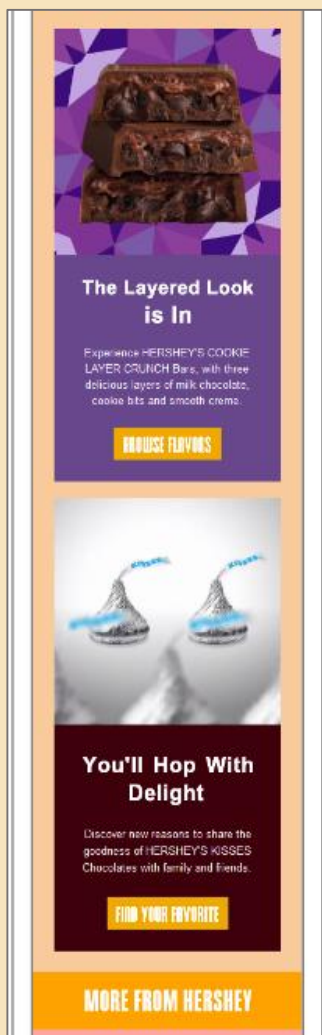 The Layered Look
is In
Experience HERSHEY'S COOKIE
LAYER CRUNCH Bars, with three
delicious layers of milk chocolate,
cookie bits and smooth creme.
BROWSE FLAVORS
You'll Hop With
Delight
Discover new reasons to share the
goodness of HERSHEY'S KISSES
Chocolates with family and friends.
FIND YOUR FAVORITE
MORE FROM HERSHEY